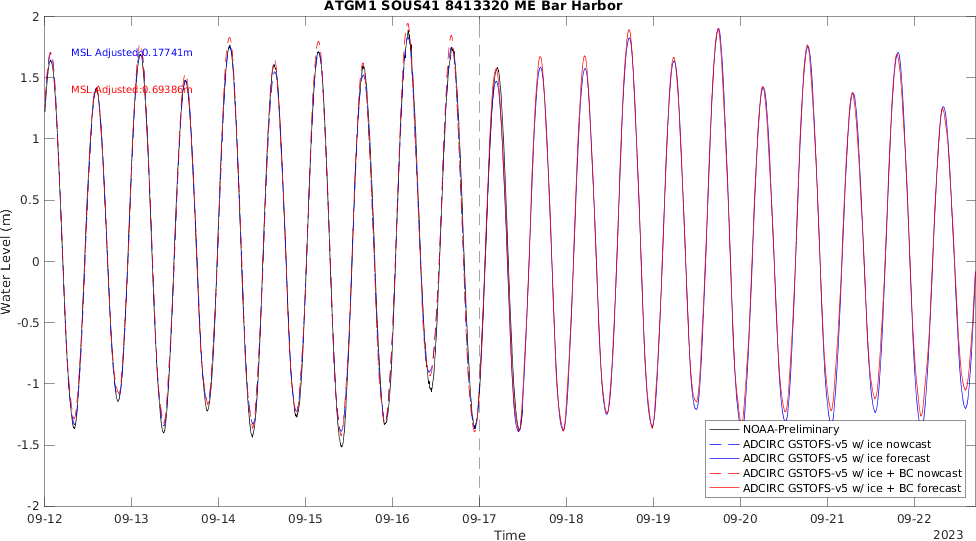 ATGM1 SOUS41 8413320 ME Bar Harbor
2
1.5
1
0.5
0
-0.5
-1
-1.5
-2
Water Level (m)
MSL Adjusted:0.17741m
MSL Adjusted:0.69386m
NOAA-Preliminary
ADCIRC GSTOFS-v5 w/ ice nowcast
ADCIRC GSTOFS-v5 w/ ice forecast
ADCIRC GSTOFS-v5 w/ ice + BC nowcast
ADCIRC GSTOFS-v5 w/ ice + BC forecast
09-12 09-13 09-14 09-15 09-16 09-17 09-18 09-19 09-20 09-21 09-22
Time
2023